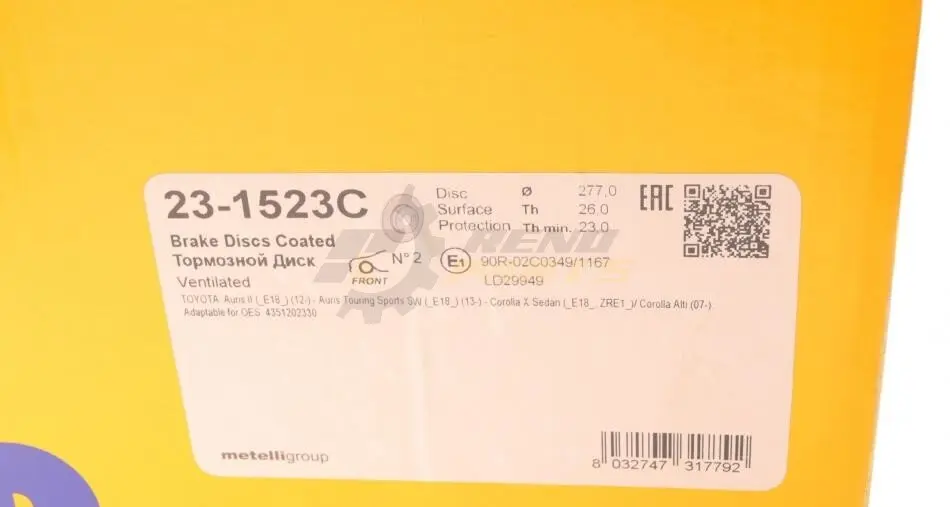 23-1523C
Disc Ø 277,0
Surface Th 26,0
Protection Th min. 23,0
EAC
Brake Discs Coated
Тормозной Диск
Ventilated
FRONT
N°2
E1
90R-02C0349/1167
LD29949
TOYOTA Auris II (_E18_) (12-) - Auris Touring Sports SW (_E18_) (13-) - Corolla X Sedan (_E18_, ZRE1_)/ Corolla Alti (07-).
Adaptable for OES 4351202330
metelligroup
8 032747 317792